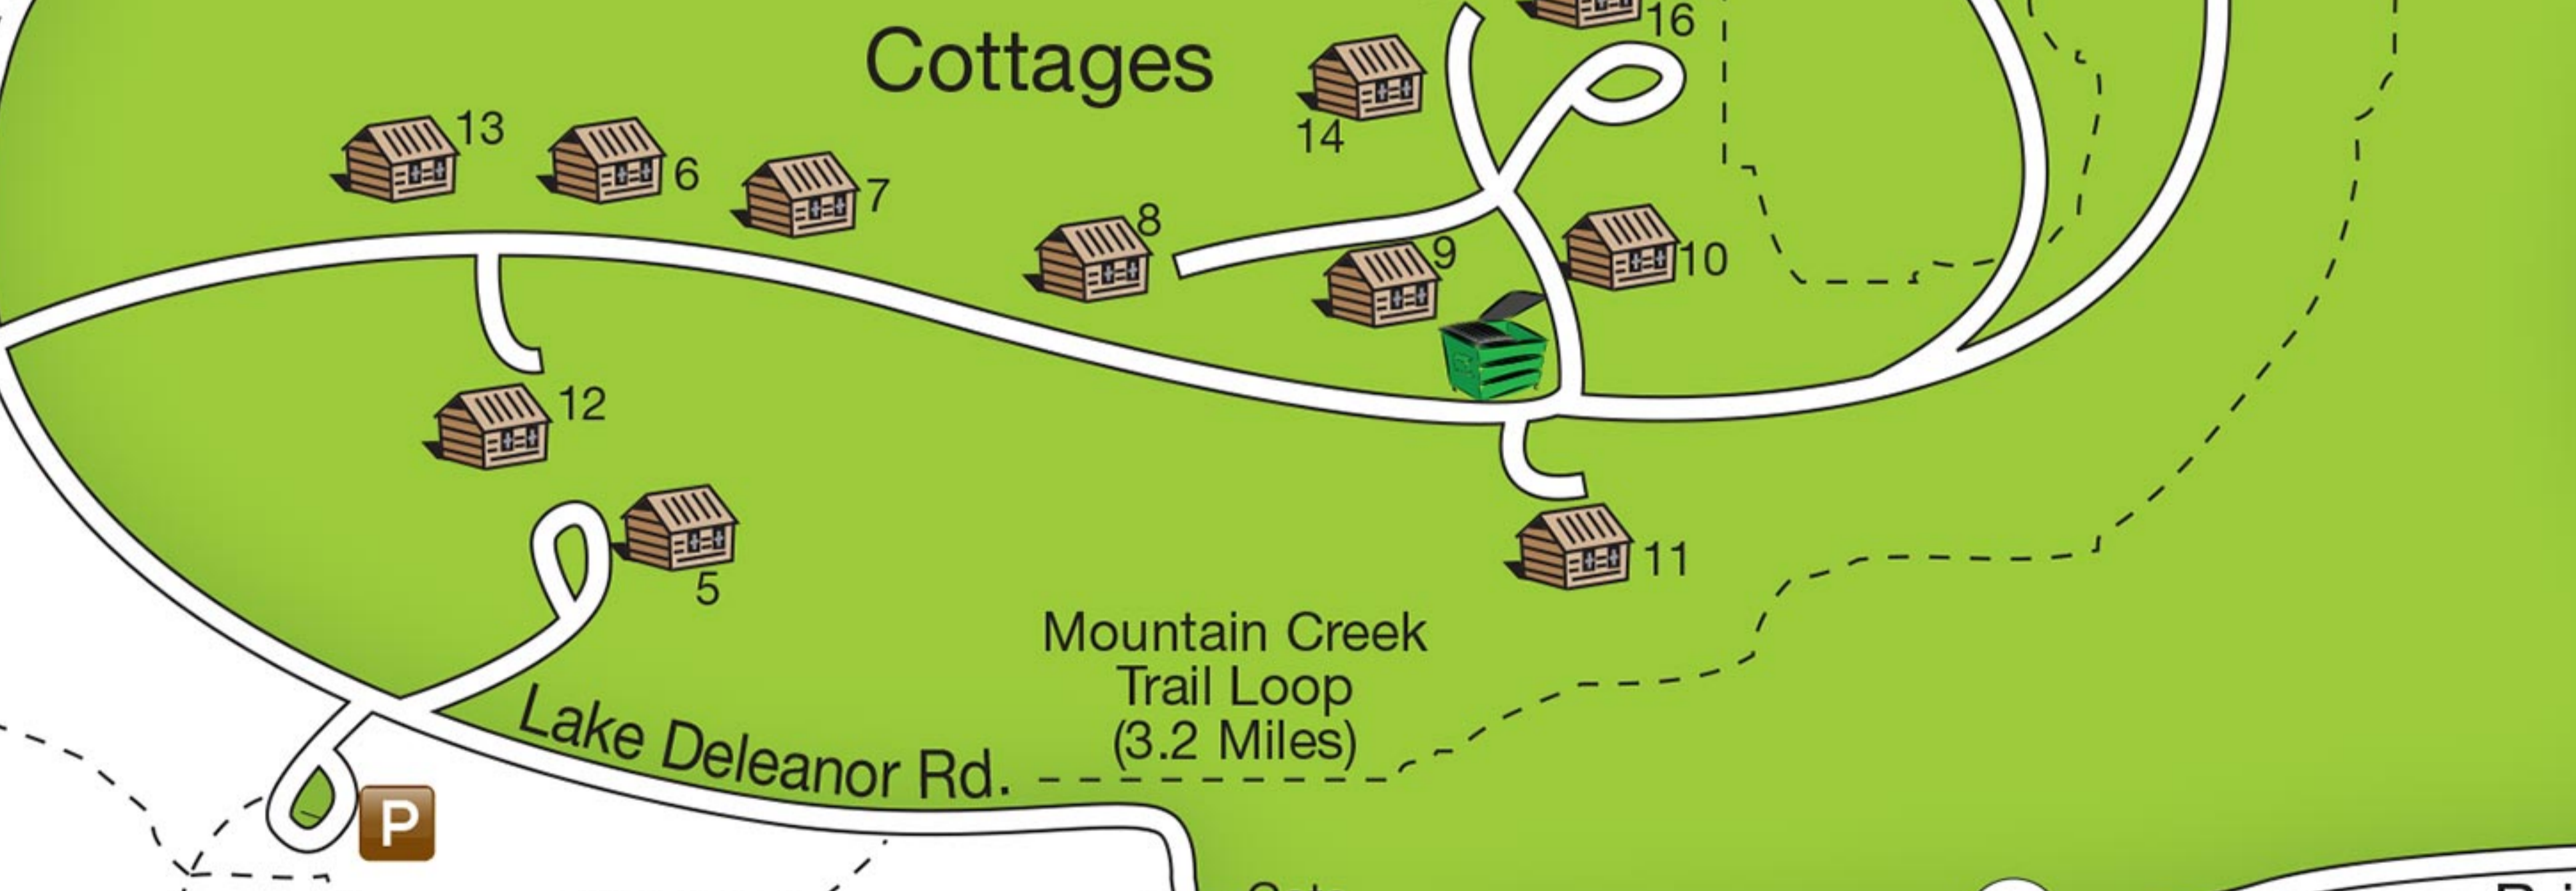 16
Cottages
14
13
6
7
8
9
10
12
5
11
Mountain Creek
Trail Loop
(3.2 Miles)
Lake Deleanor Rd.
P